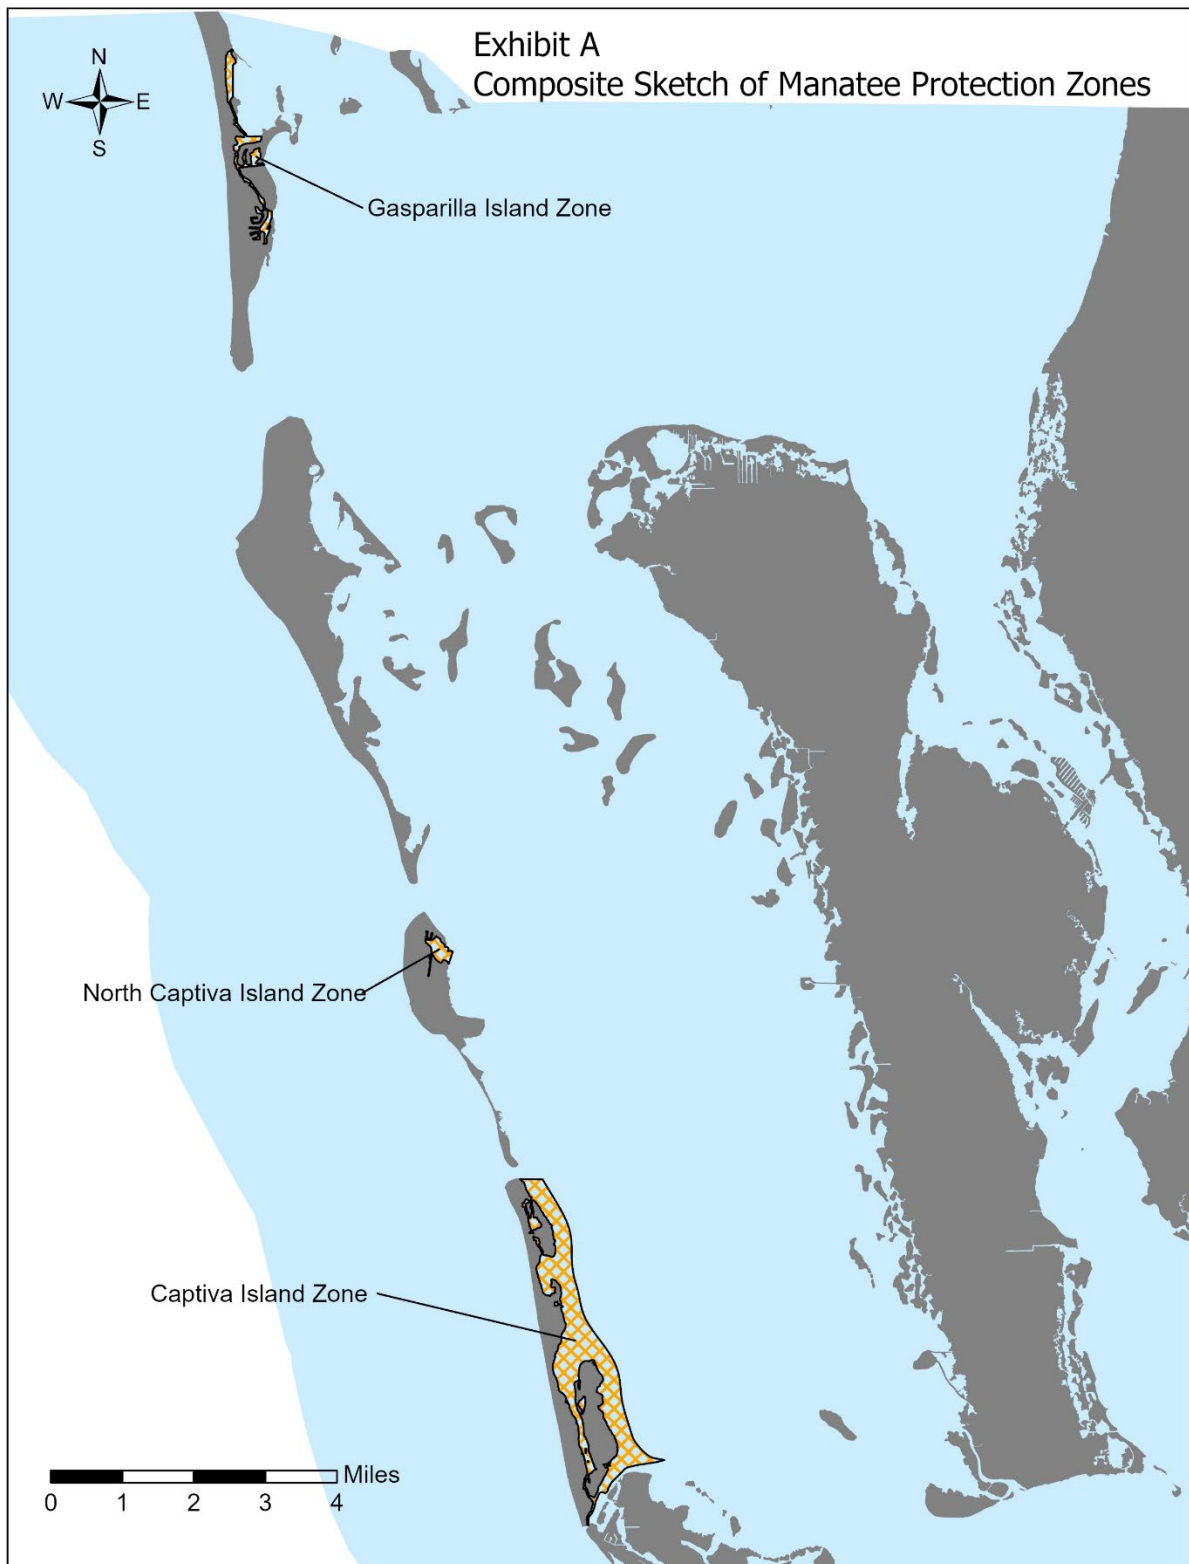 Exhibit A
Composite Sketch of Manatee Protection Zones
N
W E
S
Gasparilla Island Zone
North Captiva Island Zone
Captiva Island Zone
Miles
0 1 2 3 4